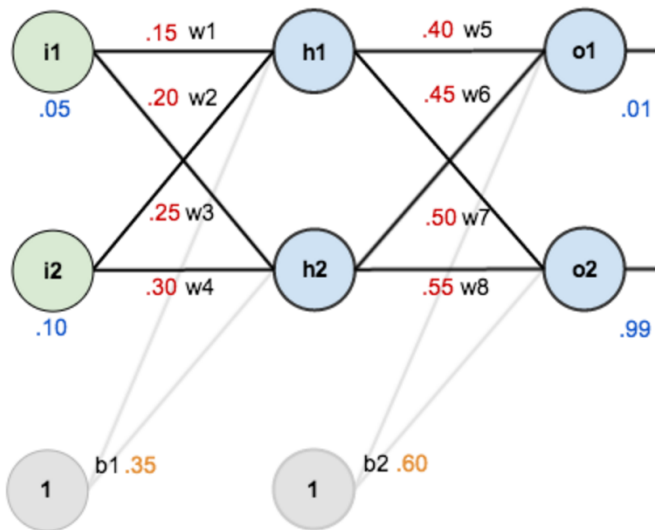 i1 .15 w1 h1 .40 w5 o1
.05 .20 w2 .45 w6 .01
.25 w3 .50 w7
i2 .30 w4 h2 .55 w8 o2
.10 .99
b1 .35 b2 .60
1 1